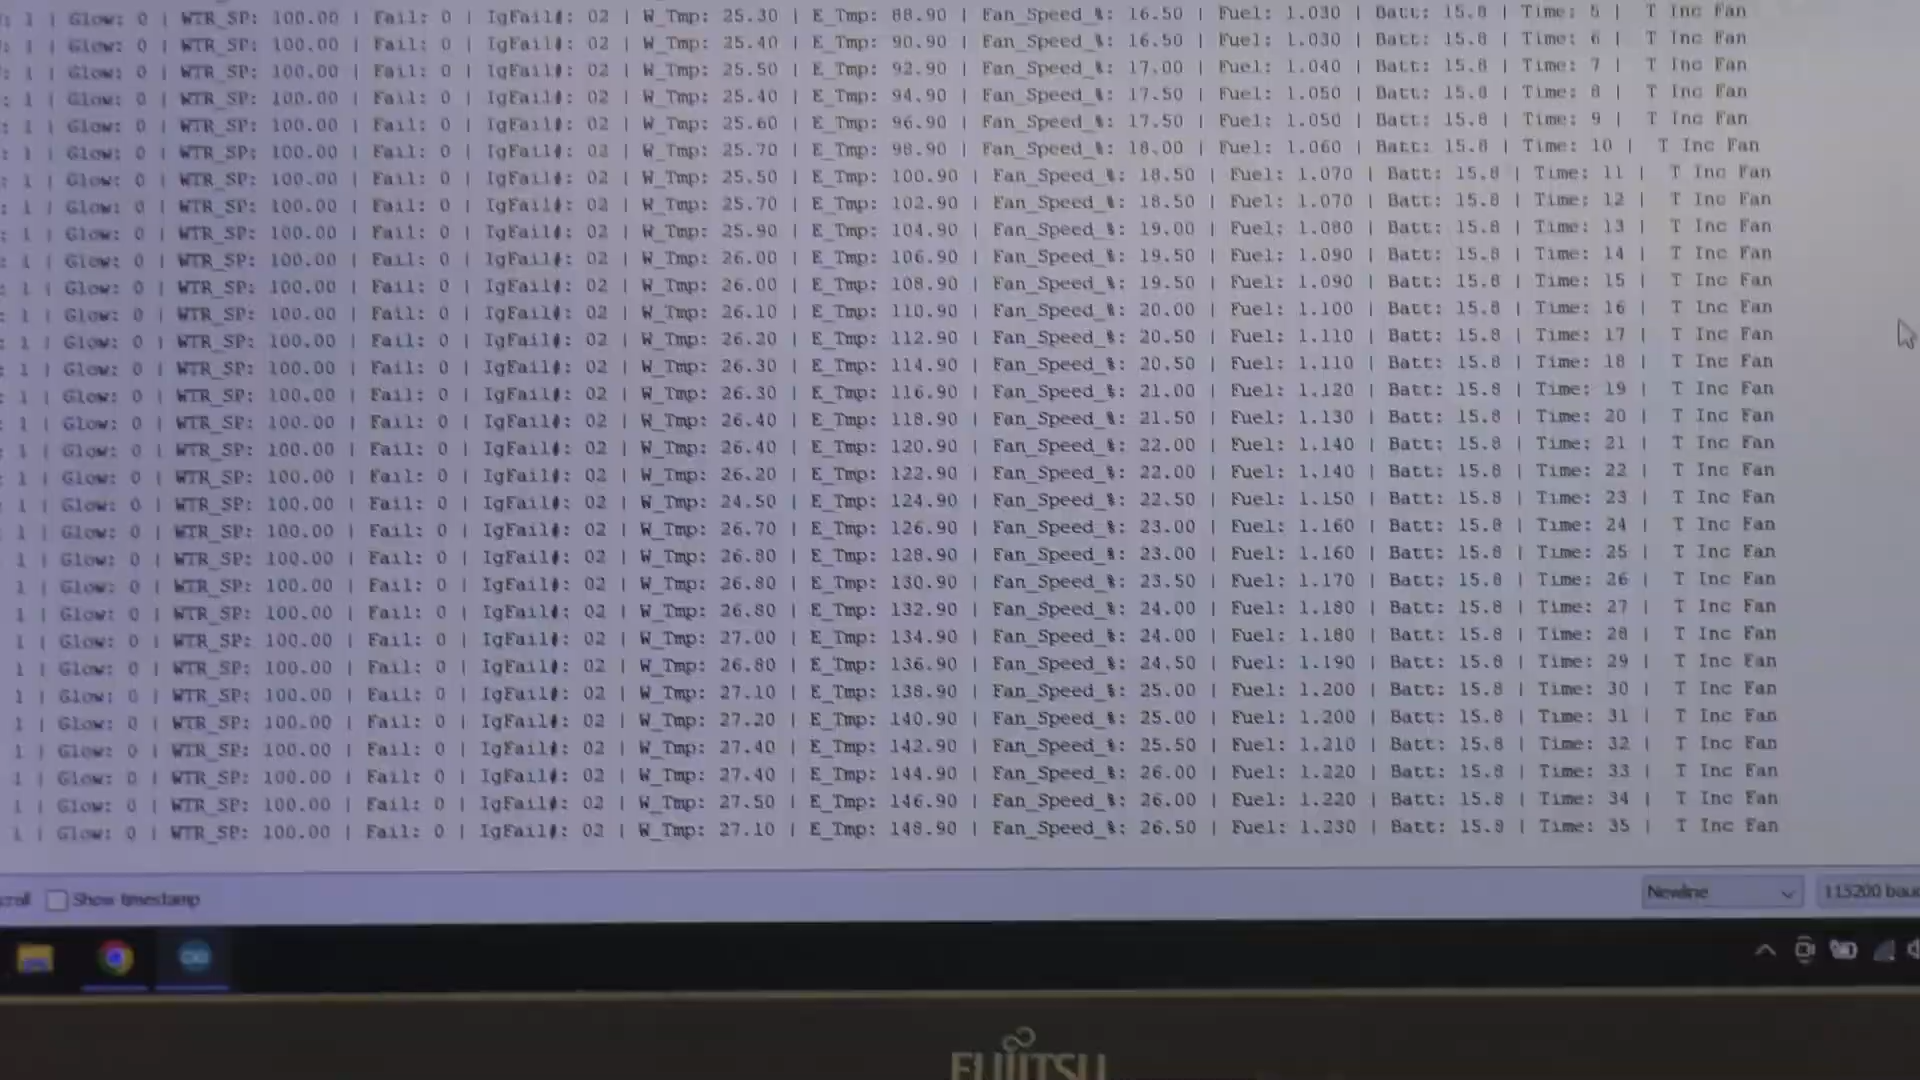 : 1 | Glow: 0 | WTR_SP: 100.00 | Fail: 0 | IgFail#: 02 | W_Tmp: 25.30 | E_Tmp: 88.90 | Fan_Speed_%: 16.50 | Fuel: 1.030 | Batt: 15.8 | Time: 5 | T Inc Fan
: 1 | Glow: 0 | WTR_SP: 100.00 | Fail: 0 | IgFail#: 02 | W_Tmp: 25.40 | E_Tmp: 90.90 | Fan_Speed_%: 16.50 | Fuel: 1.030 | Batt: 15.8 | Time: 6 | T Inc Fan
: 1 | Glow: 0 | WTR_SP: 100.00 | Fail: 0 | IgFail#: 02 | W_Tmp: 25.50 | E_Tmp: 92.90 | Fan_Speed_%: 17.00 | Fuel: 1.040 | Batt: 15.8 | Time: 7 | T Inc Fan
: 1 | Glow: 0 | WTR_SP: 100.00 | Fail: 0 | IgFail#: 02 | W_Tmp: 25.40 | E_Tmp: 94.90 | Fan_Speed_%: 17.50 | Fuel: 1.050 | Batt: 15.8 | Time: 8 | T Inc Fan
: 1 | Glow: 0 | WTR_SP: 100.00 | Fail: 0 | IgFail#: 02 | W_Tmp: 25.60 | E_Tmp: 96.90 | Fan_Speed_%: 17.50 | Fuel: 1.050 | Batt: 15.8 | Time: 9 | T Inc Fan
: 1 | Glow: 0 | WTR_SP: 100.00 | Fail: 0 | IgFail#: 02 | W_Tmp: 25.70 | E_Tmp: 98.90 | Fan_Speed_%: 18.00 | Fuel: 1.060 | Batt: 15.8 | Time: 10 | T Inc Fan
: 1 | Glow: 0 | WTR_SP: 100.00 | Fail: 0 | IgFail#: 02 | W_Tmp: 25.50 | E_Tmp: 100.90 | Fan_Speed_%: 18.50 | Fuel: 1.070 | Batt: 15.8 | Time: 11 | T Inc Fan
: 1 | Glow: 0 | WTR_SP: 100.00 | Fail: 0 | IgFail#: 02 | W_Tmp: 25.70 | E_Tmp: 102.90 | Fan_Speed_%: 18.50 | Fuel: 1.070 | Batt: 15.8 | Time: 12 | T Inc Fan
: 1 | Glow: 0 | WTR_SP: 100.00 | Fail: 0 | IgFail#: 02 | W_Tmp: 25.90 | E_Tmp: 104.90 | Fan_Speed_%: 19.00 | Fuel: 1.080 | Batt: 15.8 | Time: 13 | T Inc Fan
: 1 | Glow: 0 | WTR_SP: 100.00 | Fail: 0 | IgFail#: 02 | W_Tmp: 26.00 | E_Tmp: 106.90 | Fan_Speed_%: 19.50 | Fuel: 1.090 | Batt: 15.8 | Time: 14 | T Inc Fan
: 1 | Glow: 0 | WTR_SP: 100.00 | Fail: 0 | IgFail#: 02 | W_Tmp: 26.00 | E_Tmp: 108.90 | Fan_Speed_%: 19.50 | Fuel: 1.090 | Batt: 15.8 | Time: 15 | T Inc Fan
: 1 | Glow: 0 | WTR_SP: 100.00 | Fail: 0 | IgFail#: 02 | W_Tmp: 26.10 | E_Tmp: 110.90 | Fan_Speed_%: 20.00 | Fuel: 1.100 | Batt: 15.8 | Time: 16 | T Inc Fan
: 1 | Glow: 0 | WTR_SP: 100.00 | Fail: 0 | IgFail#: 02 | W_Tmp: 26.20 | E_Tmp: 112.90 | Fan_Speed_%: 20.50 | Fuel: 1.110 | Batt: 15.8 | Time: 17 | T Inc Fan
: 1 | Glow: 0 | WTR_SP: 100.00 | Fail: 0 | IgFail#: 02 | W_Tmp: 26.30 | E_Tmp: 114.90 | Fan_Speed_%: 20.50 | Fuel: 1.110 | Batt: 15.8 | Time: 18 | T Inc Fan
: 1 | Glow: 0 | WTR_SP: 100.00 | Fail: 0 | IgFail#: 02 | W_Tmp: 26.30 | E_Tmp: 116.90 | Fan_Speed_%: 21.00 | Fuel: 1.120 | Batt: 15.8 | Time: 19 | T Inc Fan
: 1 | Glow: 0 | WTR_SP: 100.00 | Fail: 0 | IgFail#: 02 | W_Tmp: 26.40 | E_Tmp: 118.90 | Fan_Speed_%: 21.50 | Fuel: 1.130 | Batt: 15.8 | Time: 20 | T Inc Fan
: 1 | Glow: 0 | WTR_SP: 100.00 | Fail: 0 | IgFail#: 02 | W_Tmp: 26.40 | E_Tmp: 120.90 | Fan_Speed_%: 22.00 | Fuel: 1.140 | Batt: 15.8 | Time: 21 | T Inc Fan
: 1 | Glow: 0 | WTR_SP: 100.00 | Fail: 0 | IgFail#: 02 | W_Tmp: 26.20 | E_Tmp: 122.90 | Fan_Speed_%: 22.00 | Fuel: 1.140 | Batt: 15.8 | Time: 22 | T Inc Fan
: 1 | Glow: 0 | WTR_SP: 100.00 | Fail: 0 | IgFail#: 02 | W_Tmp: 24.50 | E_Tmp: 124.90 | Fan_Speed_%: 22.50 | Fuel: 1.150 | Batt: 15.8 | Time: 23 | T Inc Fan
1 | Glow: 0 | WTR_SP: 100.00 | Fail: 0 | IgFail#: 02 | W_Tmp: 26.70 | E_Tmp: 126.90 | Fan_Speed_%: 23.00 | Fuel: 1.160 | Batt: 15.8 | Time: 24 | T Inc Fan
1 | Glow: 0 | WTR_SP: 100.00 | Fail: 0 | IgFail#: 02 | W_Tmp: 26.80 | E_Tmp: 128.90 | Fan_Speed_%: 23.00 | Fuel: 1.160 | Batt: 15.8 | Time: 25 | T Inc Fan
1 | Glow: 0 | WTR_SP: 100.00 | Fail: 0 | IgFail#: 02 | W_Tmp: 26.80 | E_Tmp: 130.90 | Fan_Speed_%: 23.50 | Fuel: 1.170 | Batt: 15.8 | Time: 26 | T Inc Fan
1 | Glow: 0 | WTR_SP: 100.00 | Fail: 0 | IgFail#: 02 | W_Tmp: 26.80 | E_Tmp: 132.90 | Fan_Speed_%: 24.00 | Fuel: 1.180 | Batt: 15.8 | Time: 27 | T Inc Fan
1 | Glow: 0 | WTR_SP: 100.00 | Fail: 0 | IgFail#: 02 | W_Tmp: 27.00 | E_Tmp: 134.90 | Fan_Speed_%: 24.00 | Fuel: 1.180 | Batt: 15.8 | Time: 28 | T Inc Fan
1 | Glow: 0 | WTR_SP: 100.00 | Fail: 0 | IgFail#: 02 | W_Tmp: 26.80 | E_Tmp: 136.90 | Fan_Speed_%: 24.50 | Fuel: 1.190 | Batt: 15.8 | Time: 29 | T Inc Fan
1 | Glow: 0 | WTR_SP: 100.00 | Fail: 0 | IgFail#: 02 | W_Tmp: 27.10 | E_Tmp: 138.90 | Fan_Speed_%: 25.00 | Fuel: 1.200 | Batt: 15.8 | Time: 30 | T Inc Fan
1 | Glow: 0 | WTR_SP: 100.00 | Fail: 0 | IgFail#: 02 | W_Tmp: 27.20 | E_Tmp: 140.90 | Fan_Speed_%: 25.00 | Fuel: 1.200 | Batt: 15.8 | Time: 31 | T Inc Fan
1 | Glow: 0 | WTR_SP: 100.00 | Fail: 0 | IgFail#: 02 | W_Tmp: 27.40 | E_Tmp: 142.90 | Fan_Speed_%: 25.50 | Fuel: 1.210 | Batt: 15.8 | Time: 32 | T Inc Fan
1 | Glow: 0 | WTR_SP: 100.00 | Fail: 0 | IgFail#: 02 | W_Tmp: 27.40 | E_Tmp: 144.90 | Fan_Speed_%: 26.00 | Fuel: 1.220 | Batt: 15.8 | Time: 33 | T Inc Fan
1 | Glow: 0 | WTR_SP: 100.00 | Fail: 0 | IgFail#: 02 | W_Tmp: 27.50 | E_Tmp: 146.90 | Fan_Speed_%: 26.00 | Fuel: 1.220 | Batt: 15.8 | Time: 34 | T Inc Fan
1 | Glow: 0 | WTR_SP: 100.00 | Fail: 0 | IgFail#: 02 | W_Tmp: 27.10 | E_Tmp: 148.90 | Fan_Speed_%: 26.50 | Fuel: 1.230 | Batt: 15.8 | Time: 35 | T Inc Fan
Show timestamp Newline 115200 baud
FUJITSU